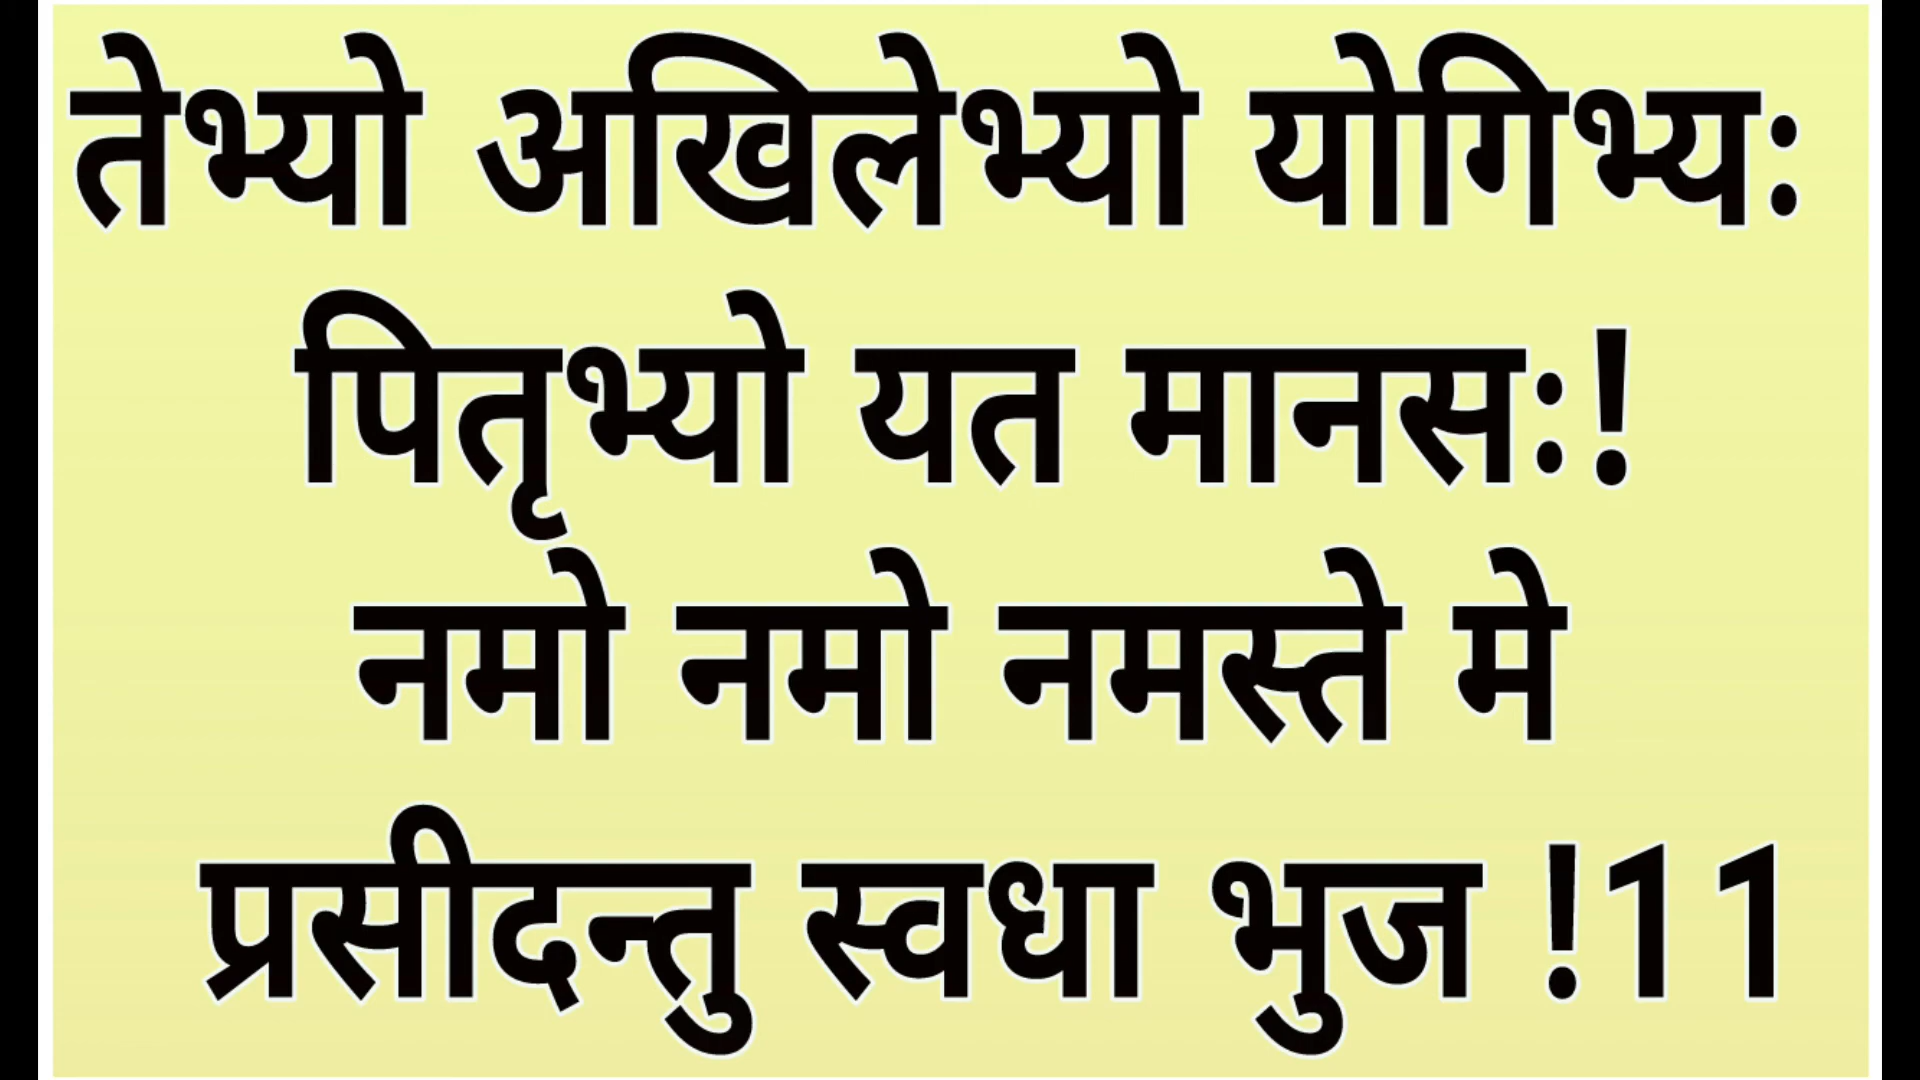 तेभ्यो अखिलेभ्यो योगिभ्य:
पितृभ्यो यत मानस:!
नमो नमो नमस्ते मे
प्रसीदन्तु स्वधा भुज !11